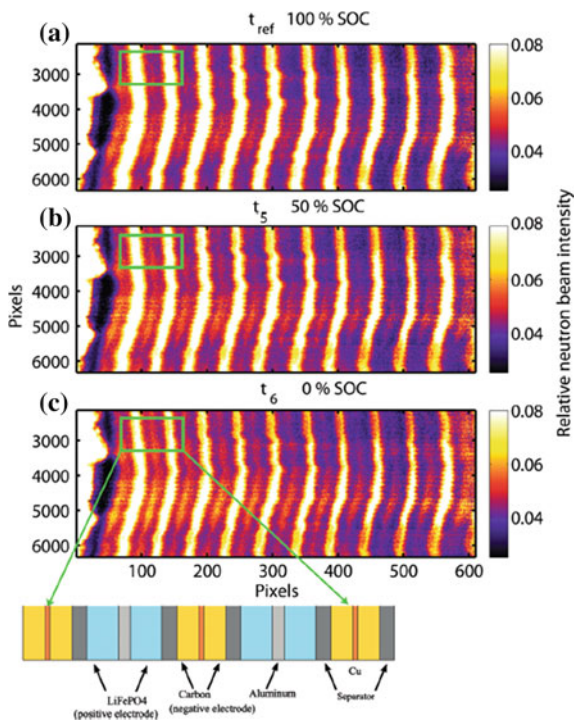 t_ref 100 % SOC
(a)
3000
4000
5000
6000
0.08
0.06
0.04
t_5 50 % SOC
(b)
3000
4000
5000
6000
0.08
0.06
0.04
Pixels
Relative neutron beam intensity
t_6 0 % SOC
(c)
3000
4000
5000
6000
0.08
0.06
0.04
100 200 300 400 500 600
Pixels
LiFePO4
(positive electrode)
Carbon
(negative electrode)
Aluminum
Cu
Separator